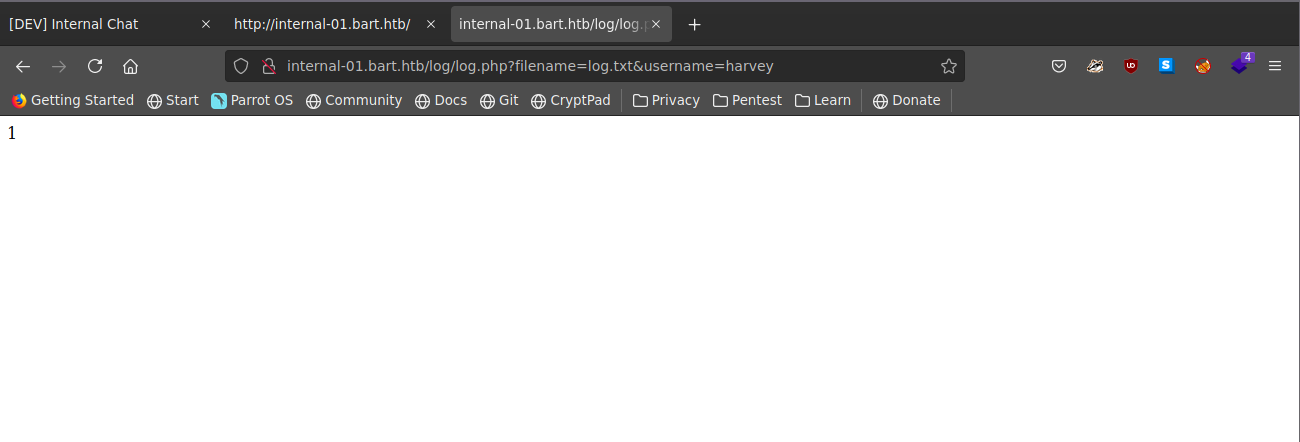 [DEV] Internal Chat http://internal-01.bart.htb/ internal-01.bart.htb/log/log.p
internal-01.bart.htb/log/log.php?filename=log.txt&username=harvey 4
Getting Started Start Parrot OS Community Docs Git CryptPad Privacy Pentest Learn Donate
1